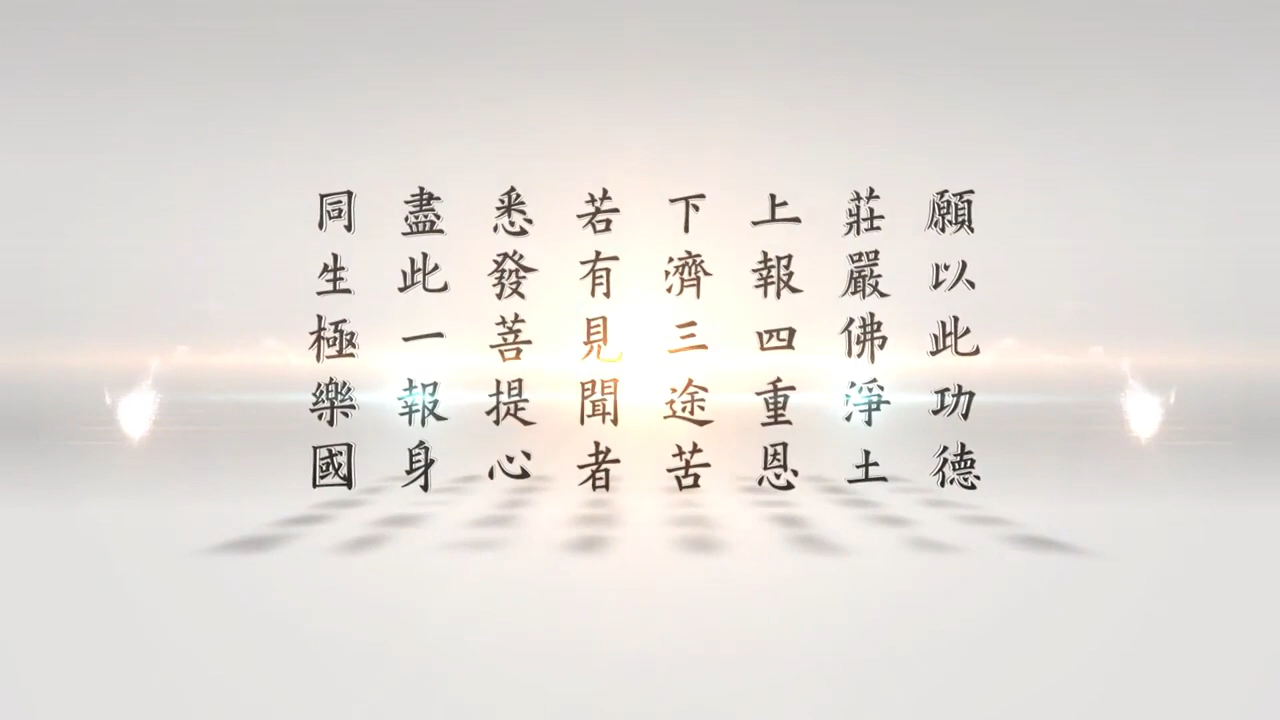 願以此功德
莊嚴佛淨土
上報四重恩
下濟三途苦
若有見聞者
悉發菩提心
盡此一報身
同生極樂國